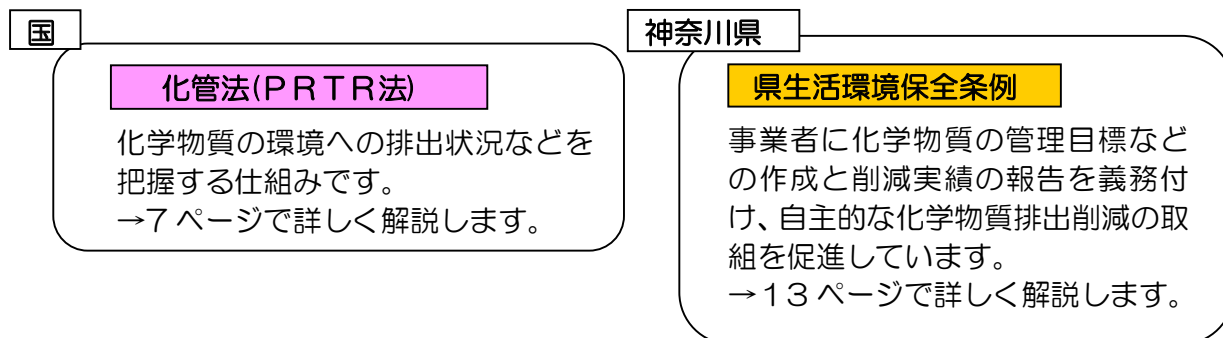 国
化管法(PRTR法)
化学物質の環境への排出状況などを
把握する仕組みです。
→7ページで詳しく解説します。
神奈川県
県生活環境保全条例
事業者に化学物質の管理目標など
の作成と削減実績の報告を義務付
け、自主的な化学物質排出削減の取
組を促進しています。
→13ページで詳しく解説します。